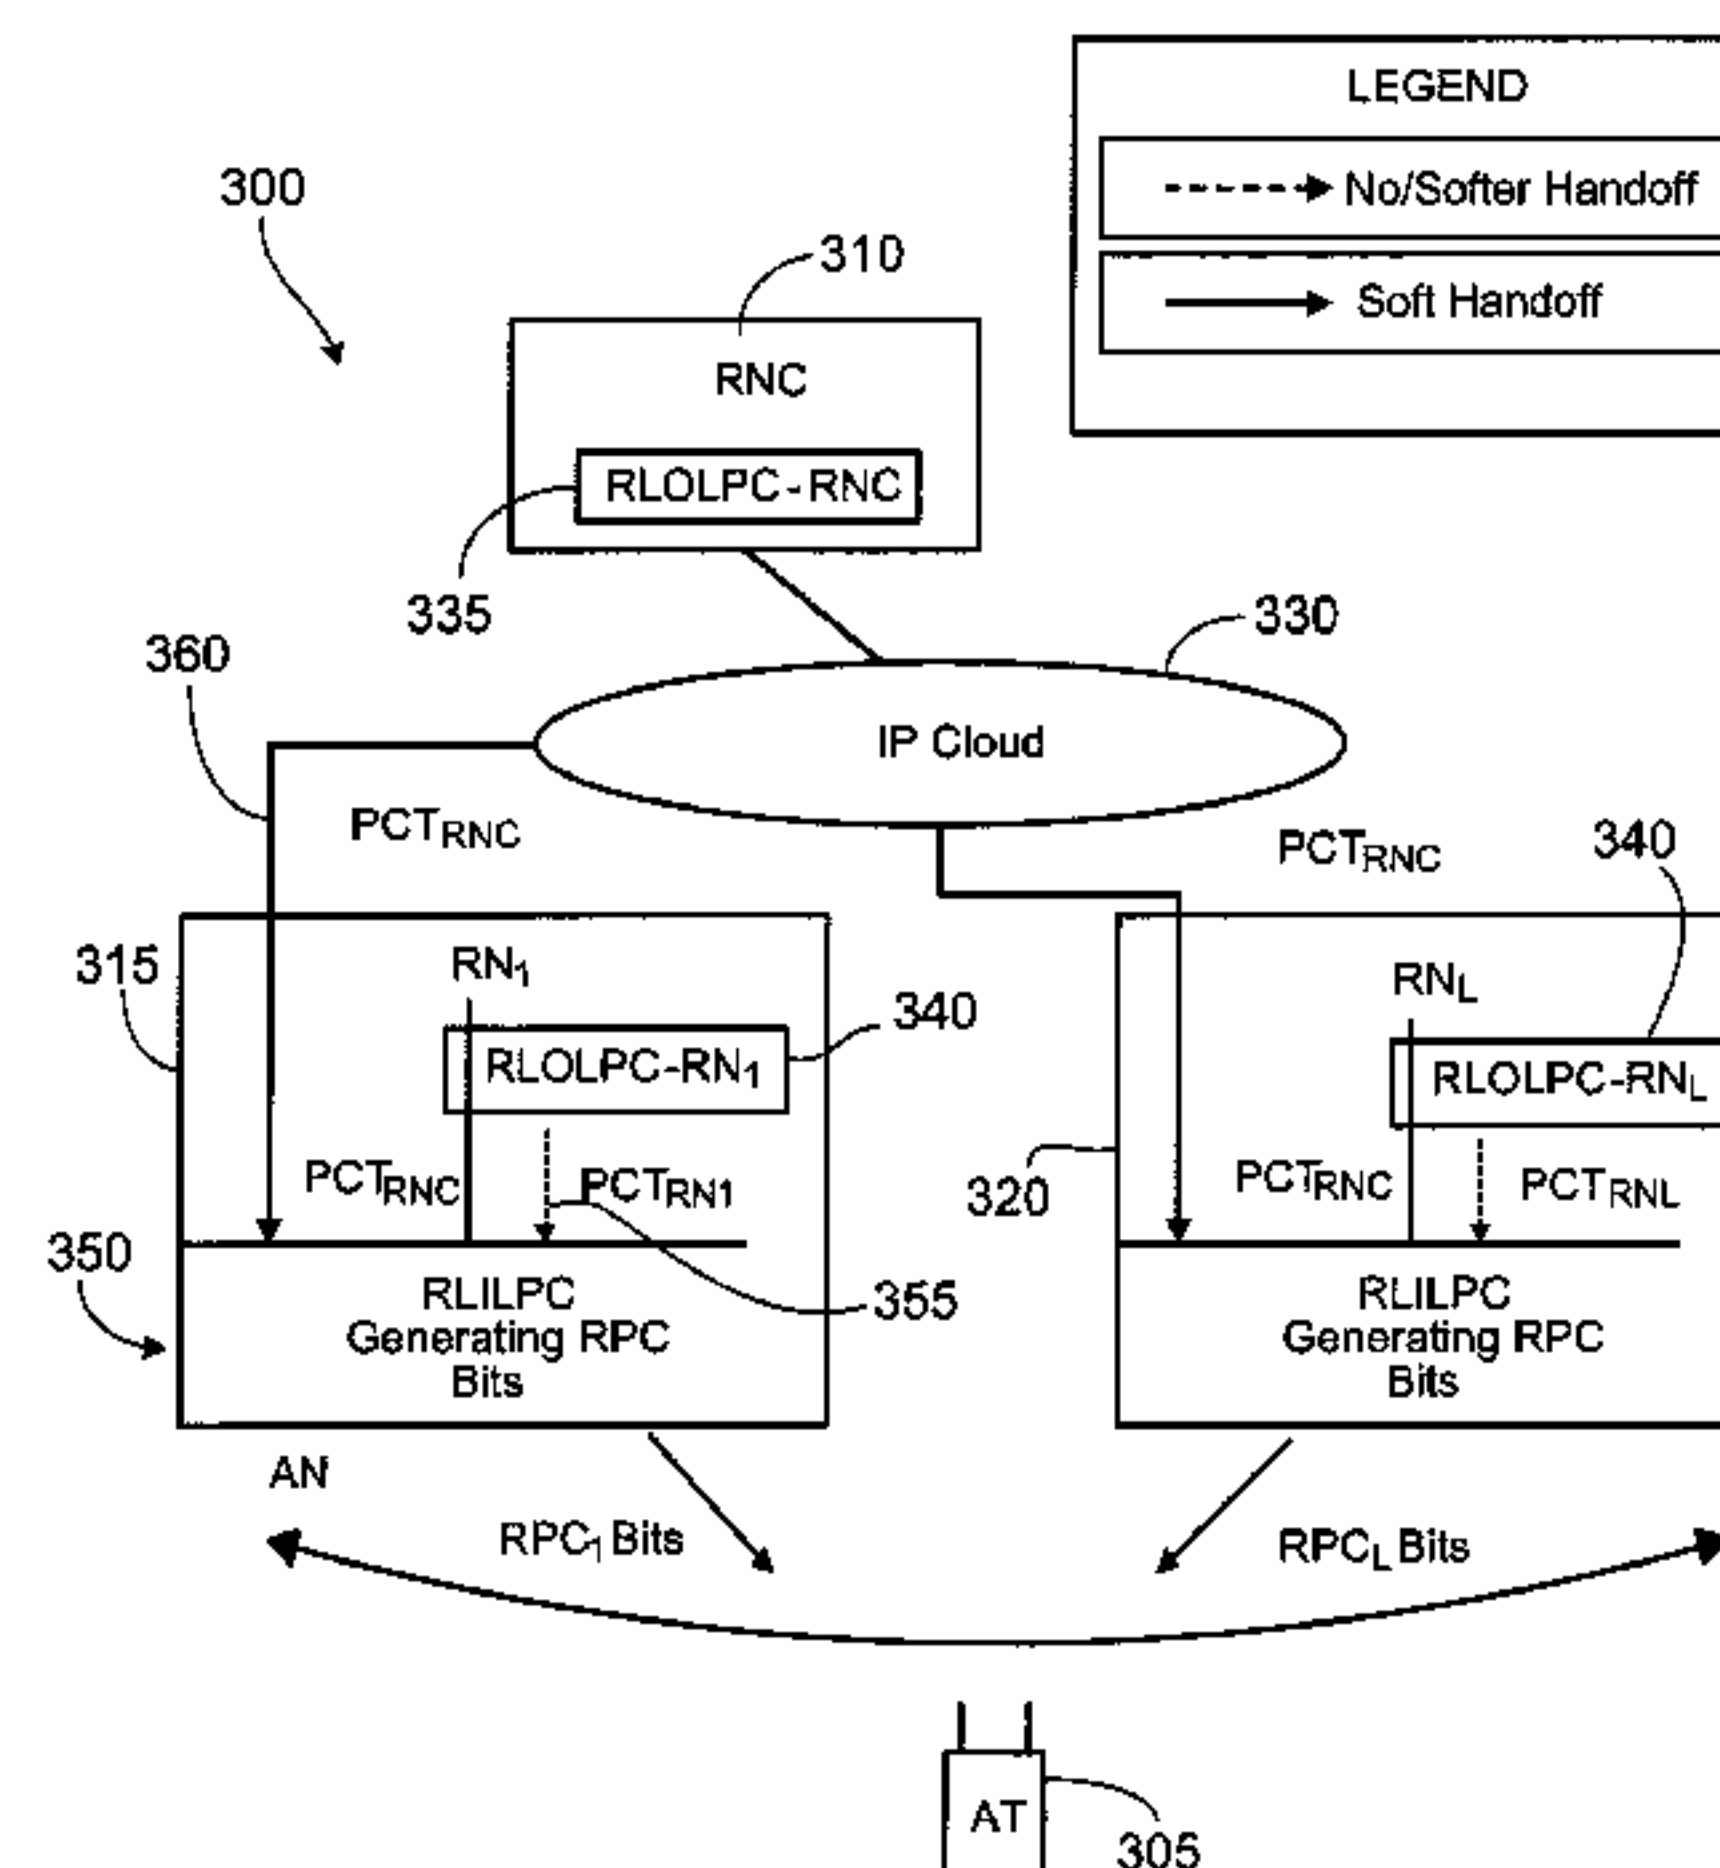 LEGEND
No/Softer Handoff
Soft Handoff
300
310
RNC
RLOLPC-RNC
335
330
360
IP Cloud
PCTRNC
PCTRNC
340
315
RN1
340
RLOLPC-RN1
RNL
RLOLPC-RNL
PCTRNC
PCTRN1
320
PCTRNC
PCTRNL
350
355
RLILPC
Generating RPC
Bits
RLILPC
Generating RPC
Bits
AN
RPC1 Bits
RPCL Bits
AT
305